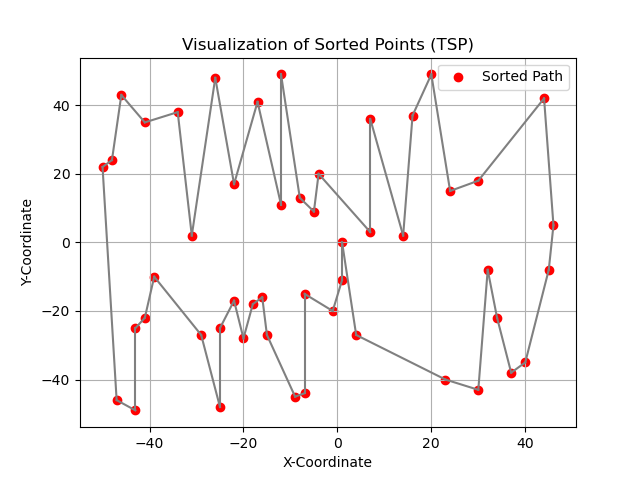 Visualization of Sorted Points (TSP)
Sorted Path
40
20
0
−20
−40
Y-Coordinate
−40
−20
0
20
40
X-Coordinate